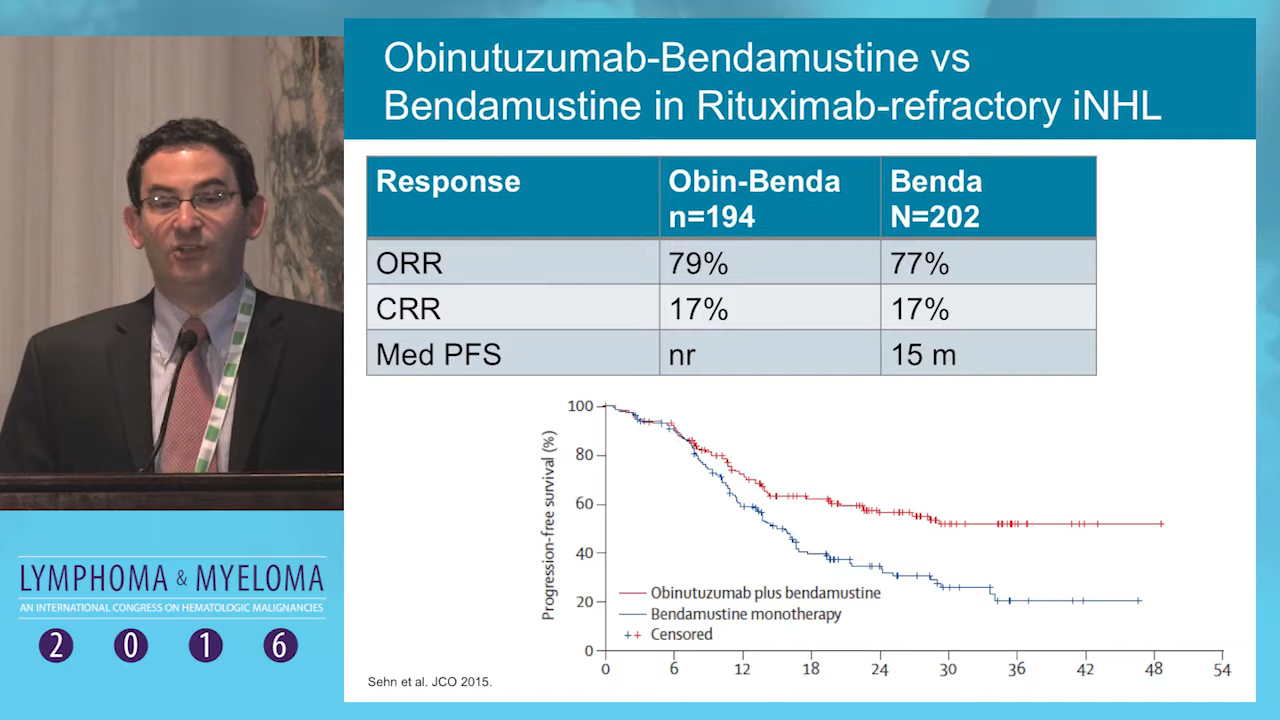 Obinutuzumab-Bendamustine vs
Bendamustine in Rituximab-refractory iNHL
Response Obin-Benda n=194 Benda N=202
ORR 79% 77%
CRR 17% 17%
Med PFS nr 15 m
Progression-free survival (%)
100
80
60
40
20
0
Obinutuzumab plus bendamustine
Bendamustine monotherapy
Censored
0 6 12 18 24 30 36 42 48 54
Sehn et al. JCO 2015.
LYMPHOMA & MYELOMA
AN INTERNATIONAL CONGRESS ON HEMATOLOGIC MALIGNANCIES
2 0 1 6